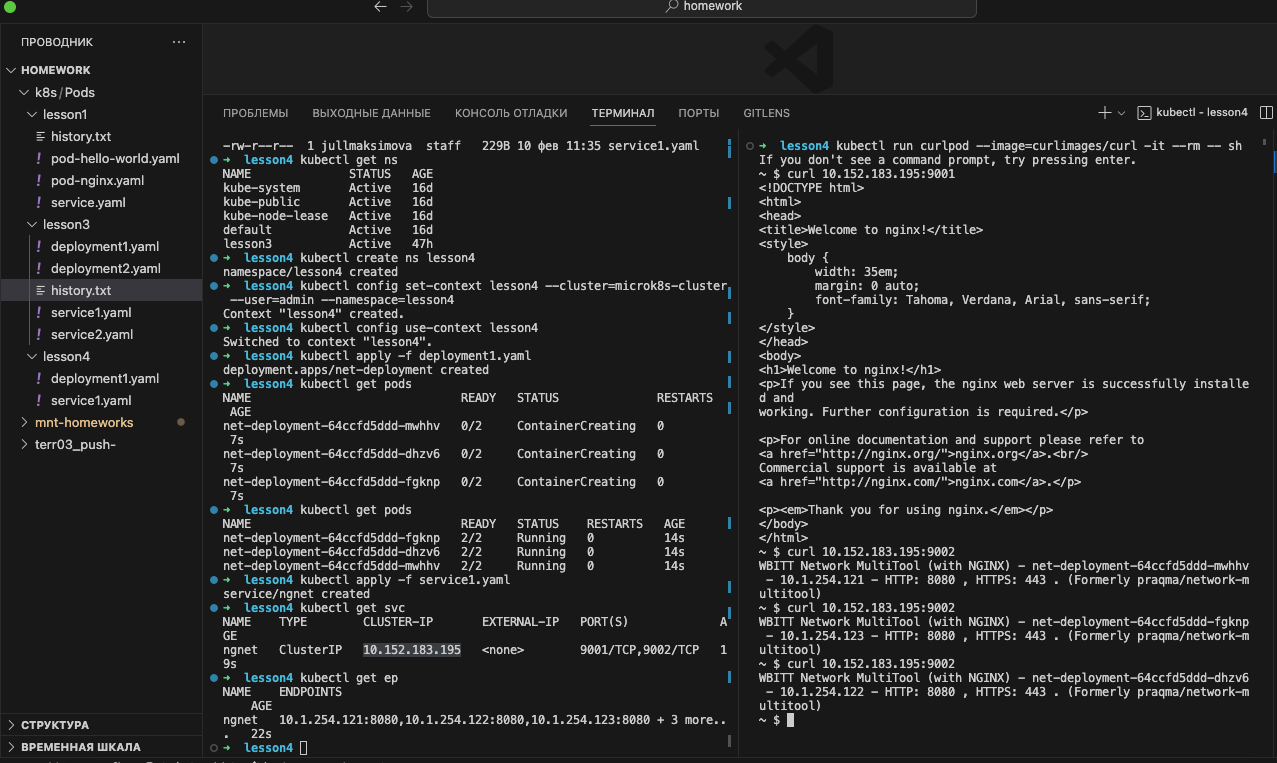 homework
ПРОВОДНИК
HOMEWORK
k8s/Pods
lesson1
history.txt
pod-hello-world.yaml
pod-nginx.yaml
service.yaml
lesson3
deployment1.yaml
deployment2.yaml
history.txt
service1.yaml
service2.yaml
lesson4
deployment1.yaml
service1.yaml
mnt-homeworks
terr03_push-
СТРУКТУРА
ВРЕМЕННАЯ ШКАЛА
ПРОБЛЕМЫ ВЫХОДНЫЕ ДАННЫЕ КОНСОЛЬ ОТЛАДКИ ТЕРМИНАЛ ПОРТЫ GITLENS
kubectl - lesson4
-rw-r--r-- 1 jullmaksimova staff 229B 10 фев 11:35 service1.yaml
➜ lesson4 kubectl get ns
NAME STATUS AGE
kube-system Active 16d
kube-public Active 16d
kube-node-lease Active 16d
default Active 16d
lesson3 Active 47h
➜ lesson4 kubectl create ns lesson4
namespace/lesson4 created
➜ lesson4 kubectl config set-context lesson4 --cluster=microk8s-cluster
--user=admin --namespace=lesson4
Context "lesson4" created.
➜ lesson4 kubectl config use-context lesson4
Switched to context "lesson4".
➜ lesson4 kubectl apply -f deployment1.yaml
deployment.apps/net-deployment created
➜ lesson4 kubectl get pods
NAME READY STATUS RESTARTS
AGE
net-deployment-64ccfd5ddd-mwhhv 0/2 ContainerCreating 0
7s
net-deployment-64ccfd5ddd-dhzv6 0/2 ContainerCreating 0
7s
net-deployment-64ccfd5ddd-fgknp 0/2 ContainerCreating 0
7s
➜ lesson4 kubectl get pods
NAME READY STATUS RESTARTS AGE
net-deployment-64ccfd5ddd-fgknp 2/2 Running 0 14s
net-deployment-64ccfd5ddd-dhzv6 2/2 Running 0 14s
net-deployment-64ccfd5ddd-mwhhv 2/2 Running 0 14s
➜ lesson4 kubectl apply -f service1.yaml
service/ngnet created
➜ lesson4 kubectl get svc
NAME TYPE CLUSTER-IP EXTERNAL-IP PORT(S) A
GE
ngnet ClusterIP 10.152.183.195 <none> 9001/TCP,9002/TCP 1
9s
➜ lesson4 kubectl get ep
NAME ENDPOINTS
AGE
ngnet 10.1.254.121:8080,10.1.254.122:8080,10.1.254.123:8080 + 3 more..
. 22s
➜ lesson4
➜ lesson4 kubectl run curlpod --image=curlimages/curl -it --rm -- sh
If you don't see a command prompt, try pressing enter.
~ $ curl 10.152.183.195:9001
<!DOCTYPE html>
<html>
<head>
<title>Welcome to nginx!</title>
<style>
body {
width: 35em;
margin: 0 auto;
font-family: Tahoma, Verdana, Arial, sans-serif;
}
</style>
</head>
<body>
<h1>Welcome to nginx!</h1>
<p>If you see this page, the nginx web server is successfully installe
d and
working. Further configuration is required.</p>
<p>For online documentation and support please refer to
<a href="http://nginx.org/">nginx.org</a>.<br/>
Commercial support is available at
<a href="http://nginx.com/">nginx.com</a>.</p>
<p><em>Thank you for using nginx.</em></p>
</body>
</html>
~ $ curl 10.152.183.195:9002
WBITT Network MultiTool (with NGINX) - net-deployment-64ccfd5ddd-mwhhv
- 10.1.254.121 - HTTP: 8080 , HTTPS: 443 . (Formerly praqma/network-m
ultitool)
~ $ curl 10.152.183.195:9002
WBITT Network MultiTool (with NGINX) - net-deployment-64ccfd5ddd-fgknp
- 10.1.254.123 - HTTP: 8080 , HTTPS: 443 . (Formerly praqma/network-m
ultitool)
~ $ curl 10.152.183.195:9002
WBITT Network MultiTool (with NGINX) - net-deployment-64ccfd5ddd-dhzv6
- 10.1.254.122 - HTTP: 8080 , HTTPS: 443 . (Formerly praqma/network-m
ultitool)
~ $